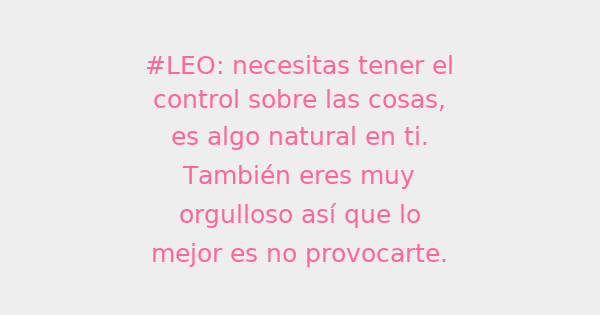 #LEO: necesitas tener el
control sobre las cosas,
es algo natural en ti.
También eres muy
orgulloso así que lo
mejor es no provocarte.